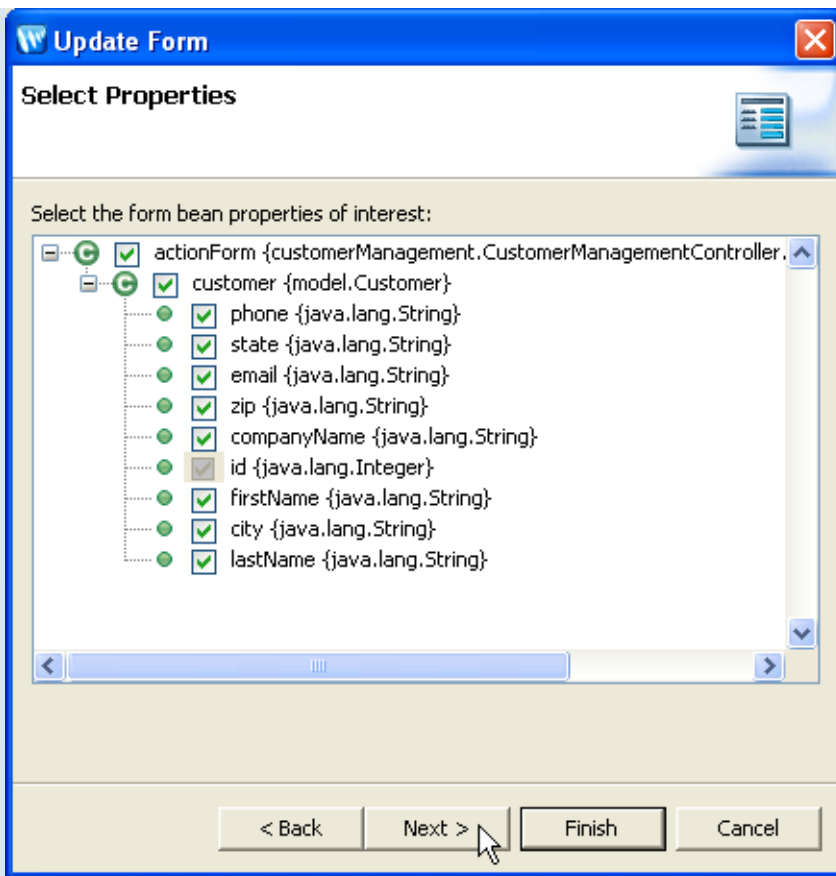 Update Form
Select Properties
Select the form bean properties of interest:
actionForm {customerManagement.CustomerManagementController.
customer {model.Customer}
phone {java.lang.String}
state {java.lang.String}
email {java.lang.String}
zip {java.lang.String}
companyName {java.lang.String}
id {java.lang.Integer}
firstName {java.lang.String}
city {java.lang.String}
lastName {java.lang.String}
< Back Next > Finish Cancel